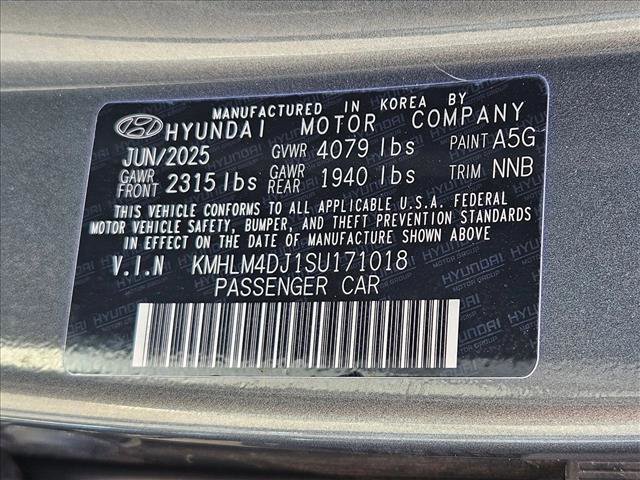 MANUFACTURED IN KOREA BY
HYUNDAI MOTOR COMPANY
JUN/2025 GVWR 4079 lbs PAINT A5G
GAWR FRONT 2315 lbs GAWR REAR 1940 lbs TRIM NNB
THIS VEHICLE CONFORMS TO ALL APPLICABLE U.S.A. FEDERAL
MOTOR VEHICLE SAFETY, BUMPER, AND THEFT PREVENTION STANDARDS
IN EFFECT ON THE DATE OF MANUFACTURE SHOWN ABOVE
V.I.N KMHLM4DJ1SU171018
PASSENGER CAR